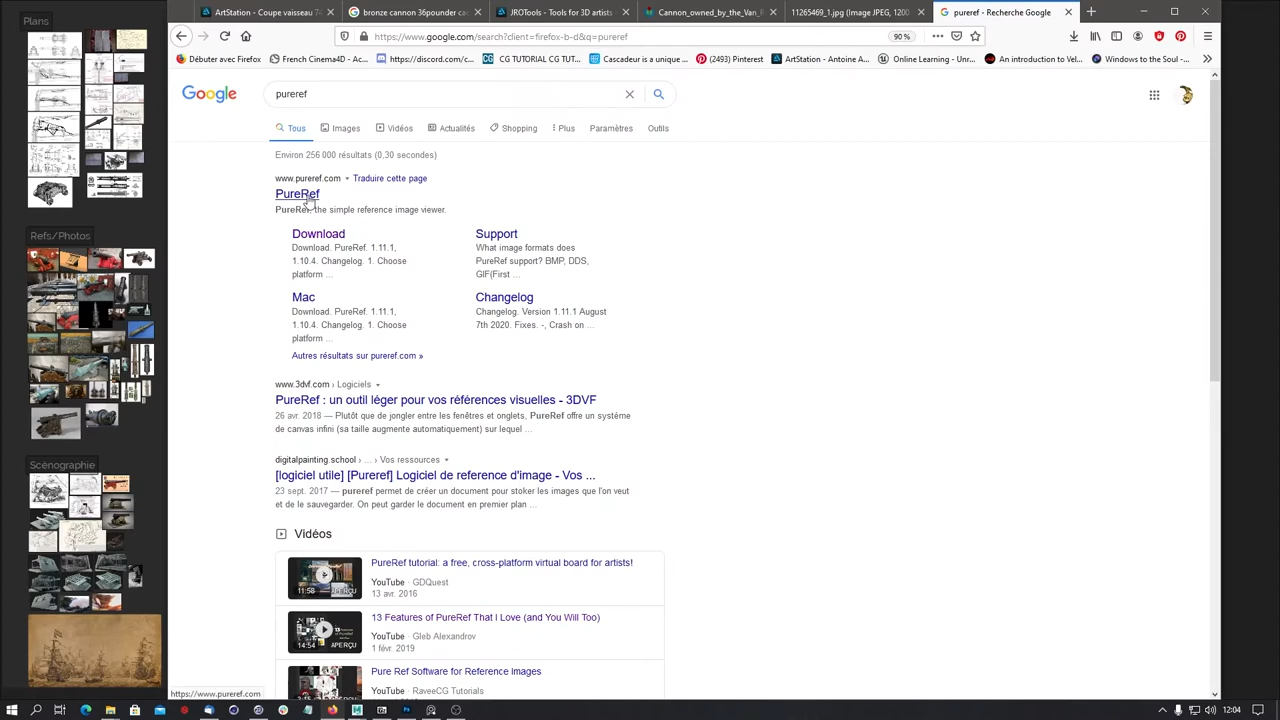 Plans
Refs/Photos
Scènographie
ArtStation - Coupe vaisseau 74
bronze cannon 36pounder ca
JROTools - Tools for 3D artists
Cannon_owned_by_the_Van_
11265469_1.jpg (Image JPEG, 1
pureref - Recherche Google
https://www.google.com/search?client=firefox-b-d&q=pureref
90%
Débuter avec Firefox
French Cinema4D - Ac...
https://discord.com/c...
CG TUTORIAL CG TUT...
Cascadeur is a unique ...
(2493) Pinterest
ArtStation - Antoine A...
Online Learning - Unr...
An introduction to Vel...
Windows to the Soul -...
Google
pureref
Tous
Images
Vidéos
Actualités
Shopping
Plus
Paramètres
Outils
Environ 256 000 résultats (0,30 secondes)
www.pureref.com
Traduire cette page
PureRef
PureRef, the simple reference image viewer.
Download
Download. PureRef. 1.11.1,
1.10.4. Changelog. 1. Choose
platform ...
Support
What image formats does
PureRef support? BMP, DDS,
GIF(First ...
Mac
Download. PureRef. 1.11.1,
1.10.4. Changelog. 1. Choose
platform ...
Changelog
Changelog. Version 1.11.1 August
7th 2020. Fixes. -, Crash on ...
Autres résultats sur pureref.com »
www.3dvf.com › Logiciels
PureRef : un outil léger pour vos références visuelles - 3DVF
26 avr. 2018 — Plutôt que de jongler entre les fenêtres et onglets, PureRef offre un système
de canvas infini (sa taille augmente automatiquement) sur lequel ...
digitalpainting.school › ... › Vos ressources
[logiciel utile] [Pureref] Logiciel de reference d'image - Vos ...
23 sept. 2017 — pureref permet de créer un document pour stoker les images que l'on veut
et de le sauvegarder. On peut garder le document en premier plan ...
Vidéos
11:58
APERÇU
PureRef tutorial: a free, cross-platform virtual board for artists!
YouTube · GDQuest
13 avr. 2016
14:54
APERÇU
13 Features of PureRef That I Love (and You Will Too)
YouTube · Gleb Alexandrov
1 févr. 2019
Pure Ref Software for Reference Images
YouTube · RaveeCG Tutorials
https://www.pureref.com
12:04